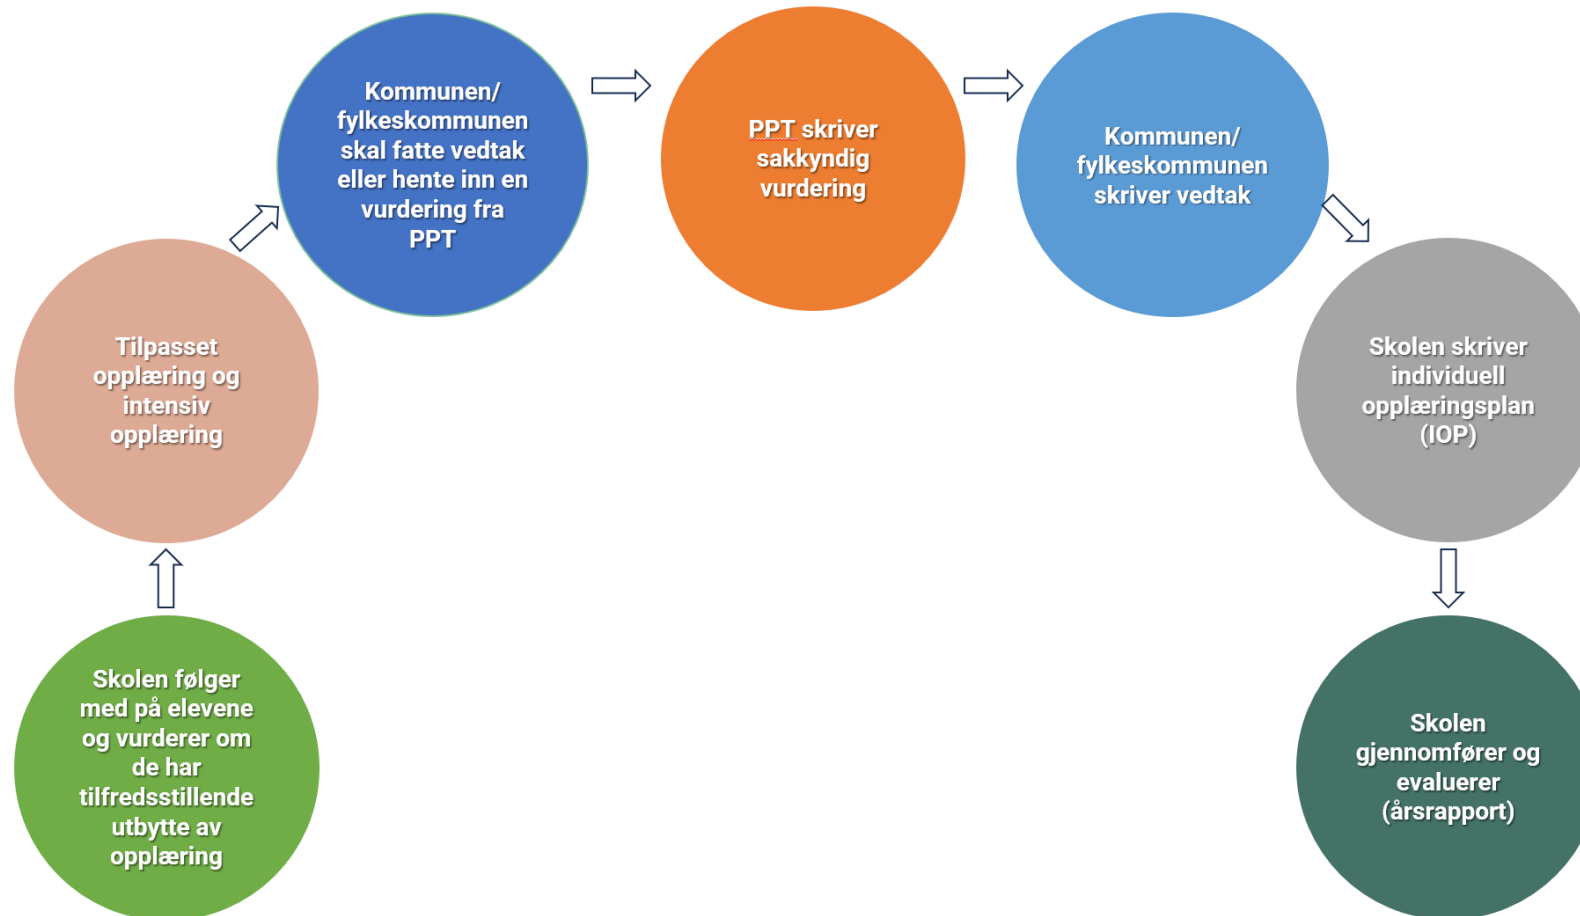 Skolen følger
med på elevene
og vurderer om
de har
tilfredsstillende
utbytte av
opplæring
Tilpasset
opplæring og
intensiv
opplæring
Kommunen/
fylkeskommunen
skal fatte vedtak
eller hente inn en
vurdering fra
PPT
PPT skriver
sakkyndig
vurdering
Kommunen/
fylkeskommunen
skriver vedtak
Skolen skriver
individuell
opplæringsplan
(IOP)
Skolen
gjennomfører og
evaluerer
(årsrapport)